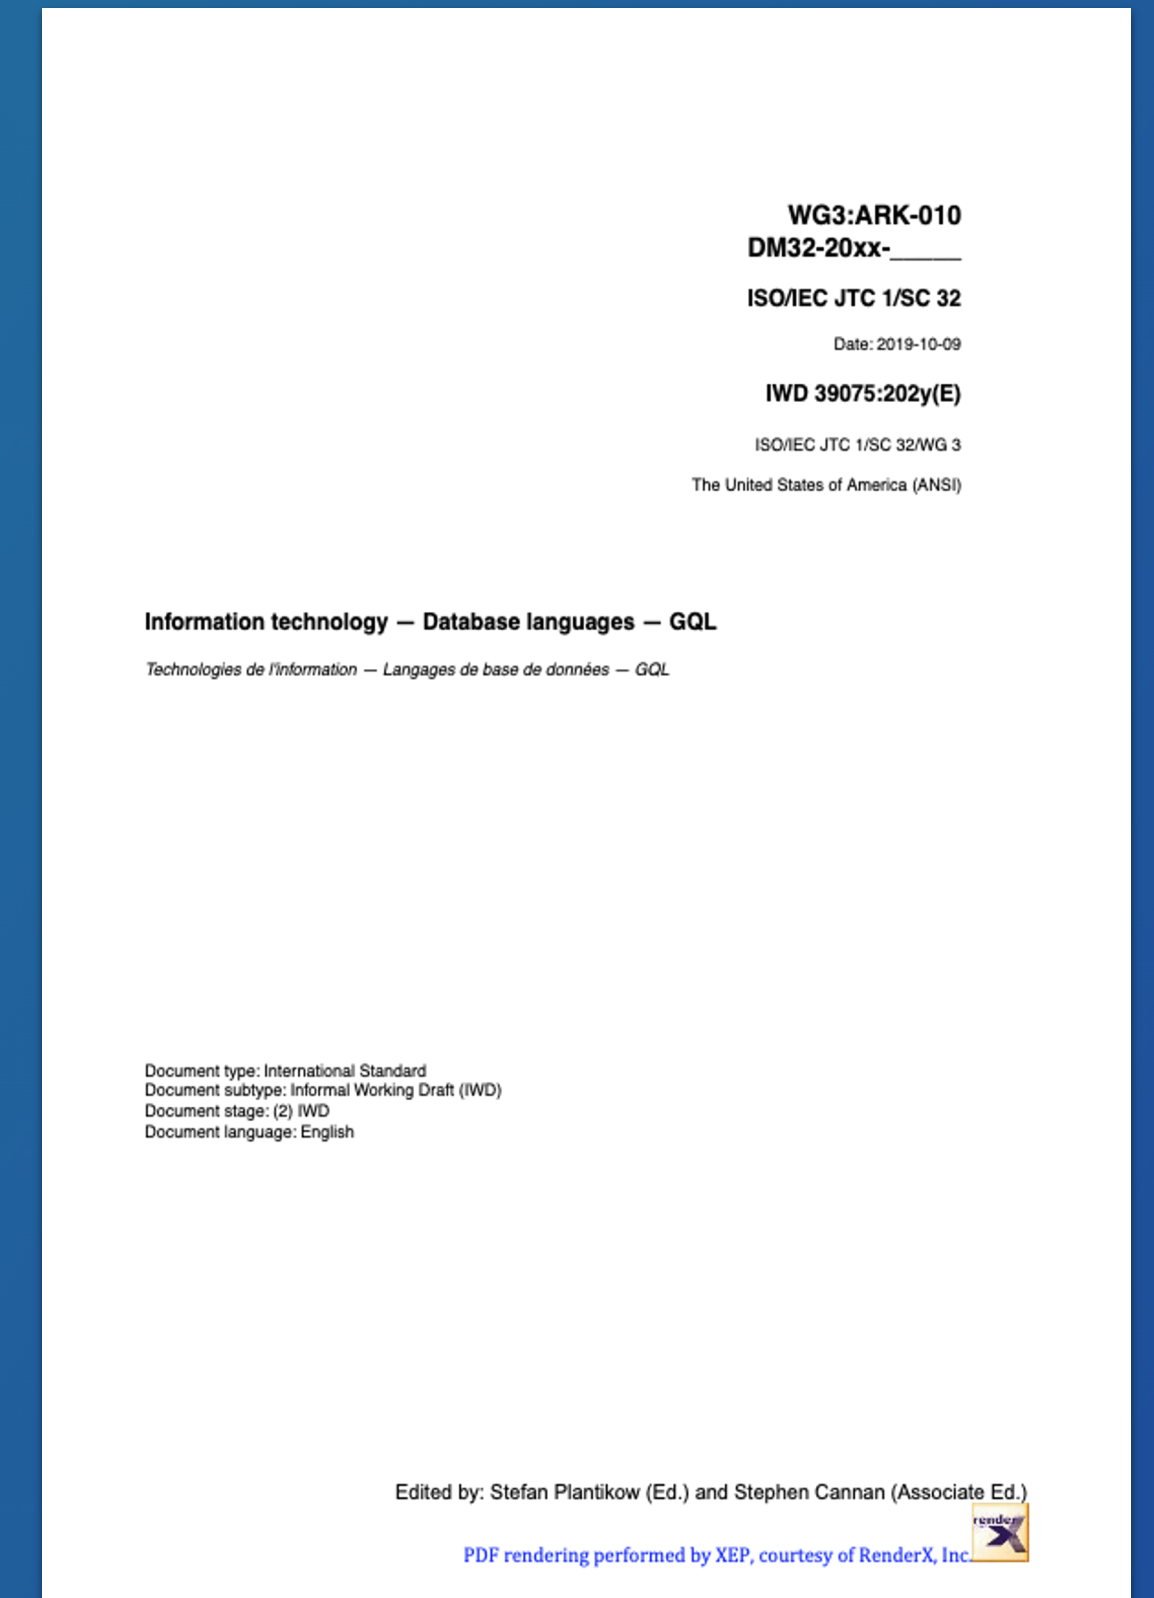 WG3:ARK-010
DM32-20xx-_____
ISO/IEC JTC 1/SC 32
Date: 2019-10-09
IWD 39075:202y(E)
ISO/IEC JTC 1/SC 32/WG 3
The United States of America (ANSI)
Information technology — Database languages — GQL
Technologies de l'information — Langages de base de données — GQL
Document type: International Standard
Document subtype: Informal Working Draft (IWD)
Document stage: (2) IWD
Document language: English
Edited by: Stefan Plantikow (Ed.) and Stephen Cannan (Associate Ed.)
render
X
PDF rendering performed by XEP, courtesy of RenderX, Inc.